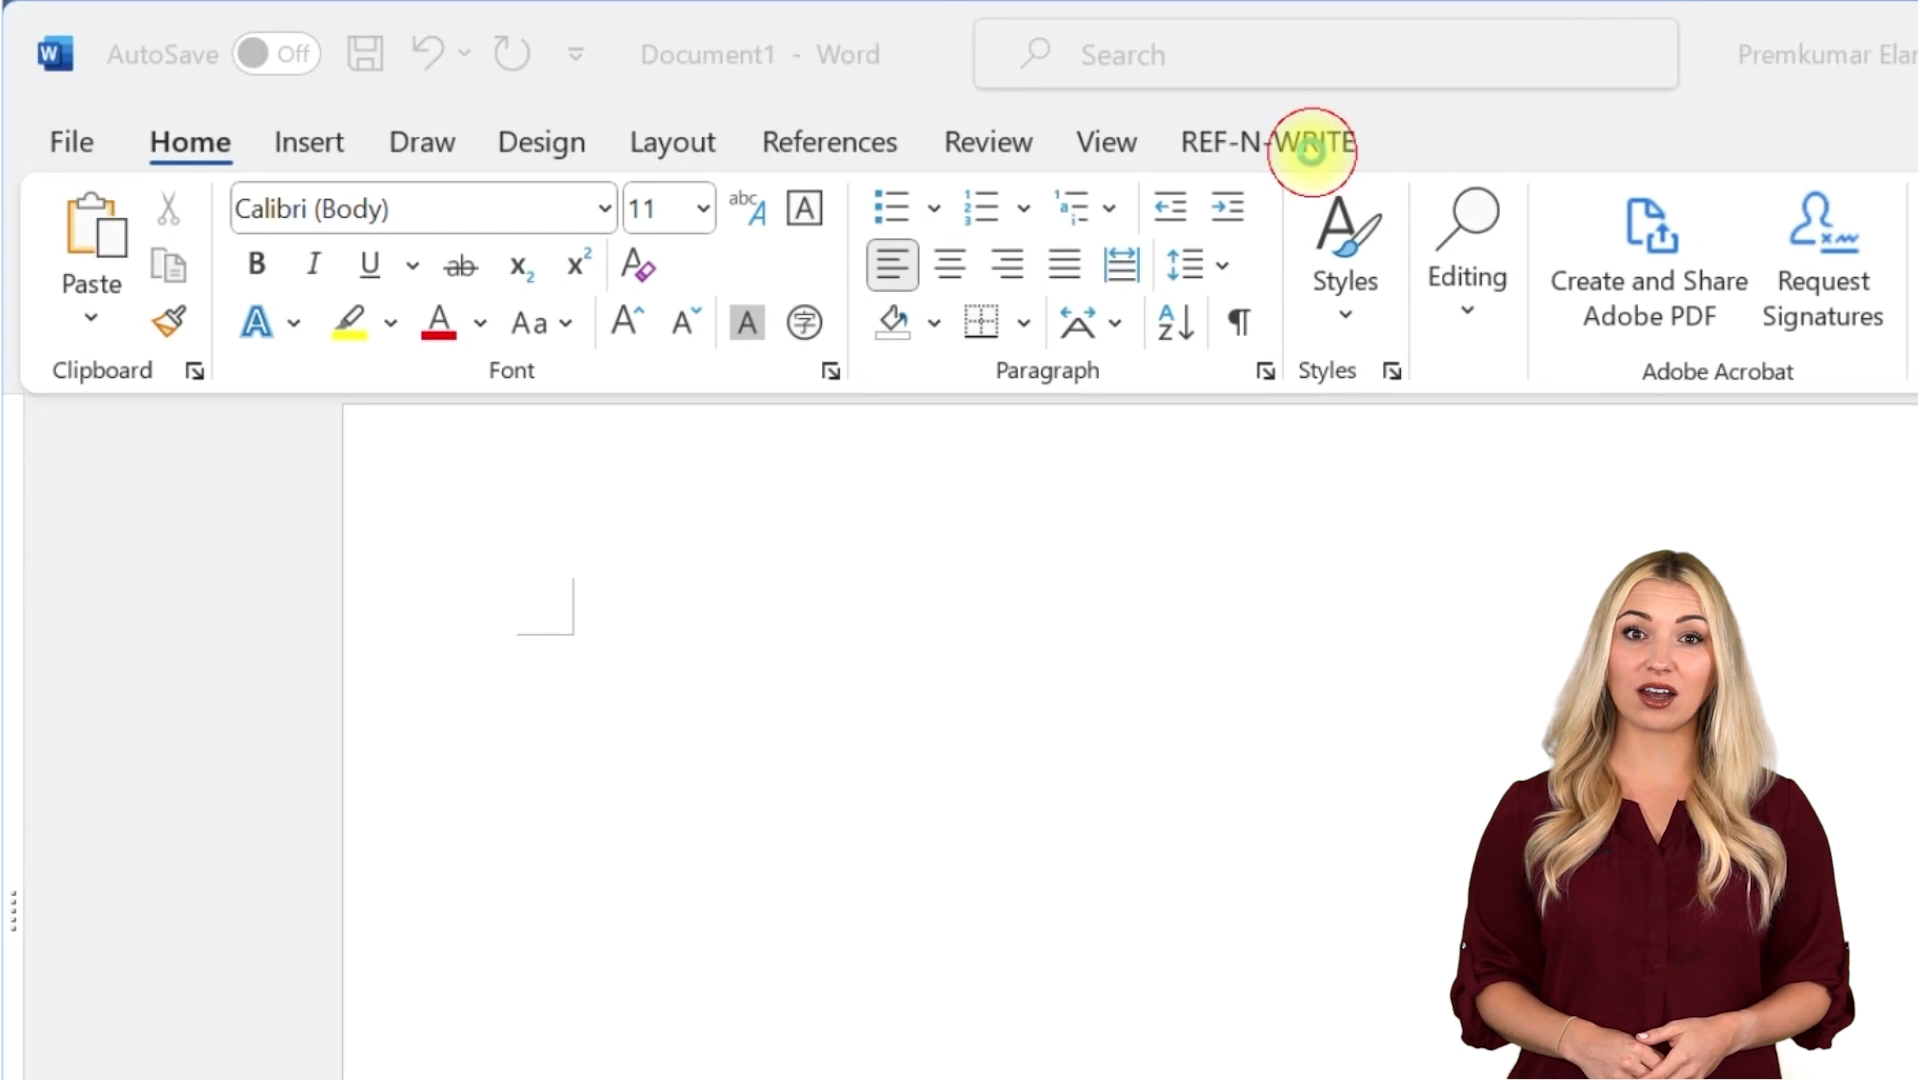 W AutoSave Off Document1 - Word Search Premkumar Elan
File Home Insert Draw Design Layout References Review View REF-N-WRITE
Calibri (Body) 11
Paste
Styles
Editing
Create and Share
Adobe PDF
Request
Signatures
Clipboard Font Paragraph Styles Adobe Acrobat